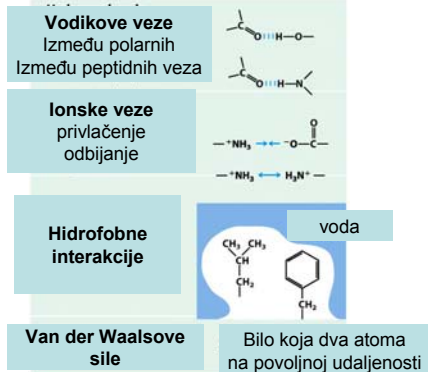 Vodikove veze
Između polarnih
Između peptidnih veza
C
O
H—O—
C
O
H—N
Ionske veze
privlačenje
odbijanje
O
—⁺NH₃ →← ⁻O—C—
—⁺NH₃ ←→ H₃N⁺—
Hidrofobne
interakcije
voda
CH₃ CH₃
CH
CH₂
CH₂
Van der Waalsove
sile
Bilo koja dva atoma
na povoljnoj udaljenosti